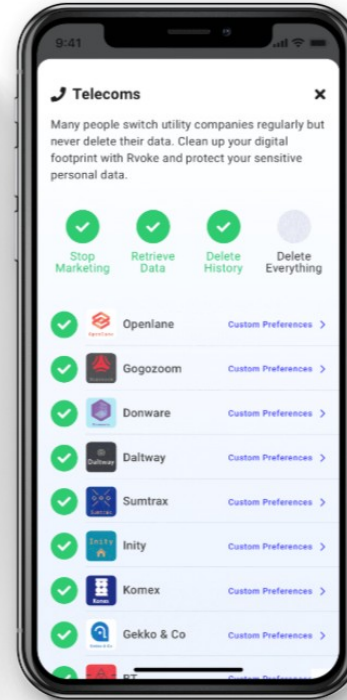 9:41
Telecoms
Many people switch utility companies regularly but
never delete their data. Clean up your digital
footprint with Rvoke and protect your sensitive
personal data.
Stop
Marketing
Retrieve
Data
Delete
History
Delete
Everything
Openlane
Custom Preferences
Gogozoom
Custom Preferences
Donware
Custom Preferences
Daltway
Daltway
Custom Preferences
Sumtrax
Custom Preferences
Inity
Inity
Custom Preferences
Komex
Komex
Custom Preferences
Gekko & Co
Custom Preferences
BT
Custom Preferences